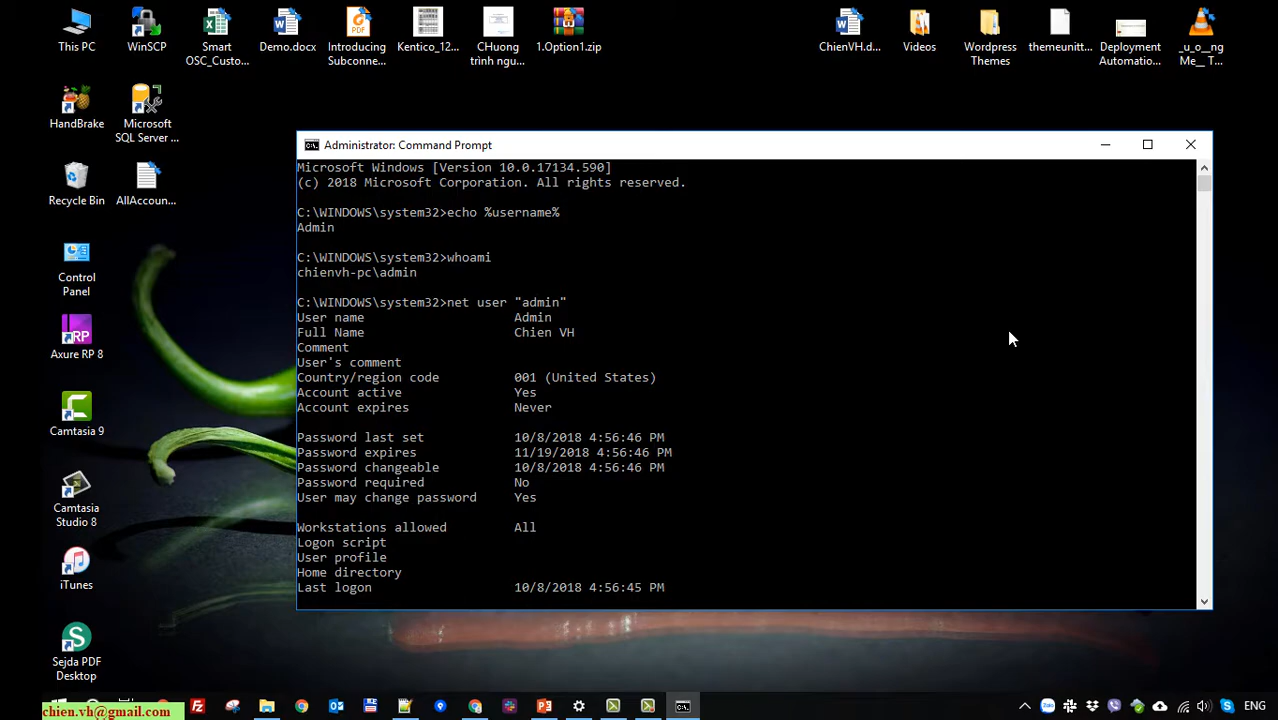 This PC
WinSCP
Smart
OSC_Custo...
Demo.docx
Introducing
Subconne...
Kentico_12...
CHuong
trình ngu...
1.Option1.zip
ChienVH.d...
Videos
Wordpress
Themes
themeunitt...
Deployment
Automatio...
_u_o__ng
Me__ T...
HandBrake
Microsoft
SQL Server ...
Recycle Bin
AllAccoun...
Control
Panel
Axure RP 8
Camtasia 9
Camtasia
Studio 8
iTunes
Sejda PDF
Desktop
Administrator: Command Prompt
Microsoft Windows [Version 10.0.17134.590]
(c) 2018 Microsoft Corporation. All rights reserved.
C:\WINDOWS\system32>echo %username%
Admin
C:\WINDOWS\system32>whoami
chienvh-pc\admin
C:\WINDOWS\system32>net user "admin"
User name Admin
Full Name Chien VH
Comment
User's comment
Country/region code 001 (United States)
Account active Yes
Account expires Never
Password last set 10/8/2018 4:56:46 PM
Password expires 11/19/2018 4:56:46 PM
Password changeable 10/8/2018 4:56:46 PM
Password required No
User may change password Yes
Workstations allowed All
Logon script
User profile
Home directory
Last logon 10/8/2018 4:56:45 PM
chien.vh@gmail.com
ENG